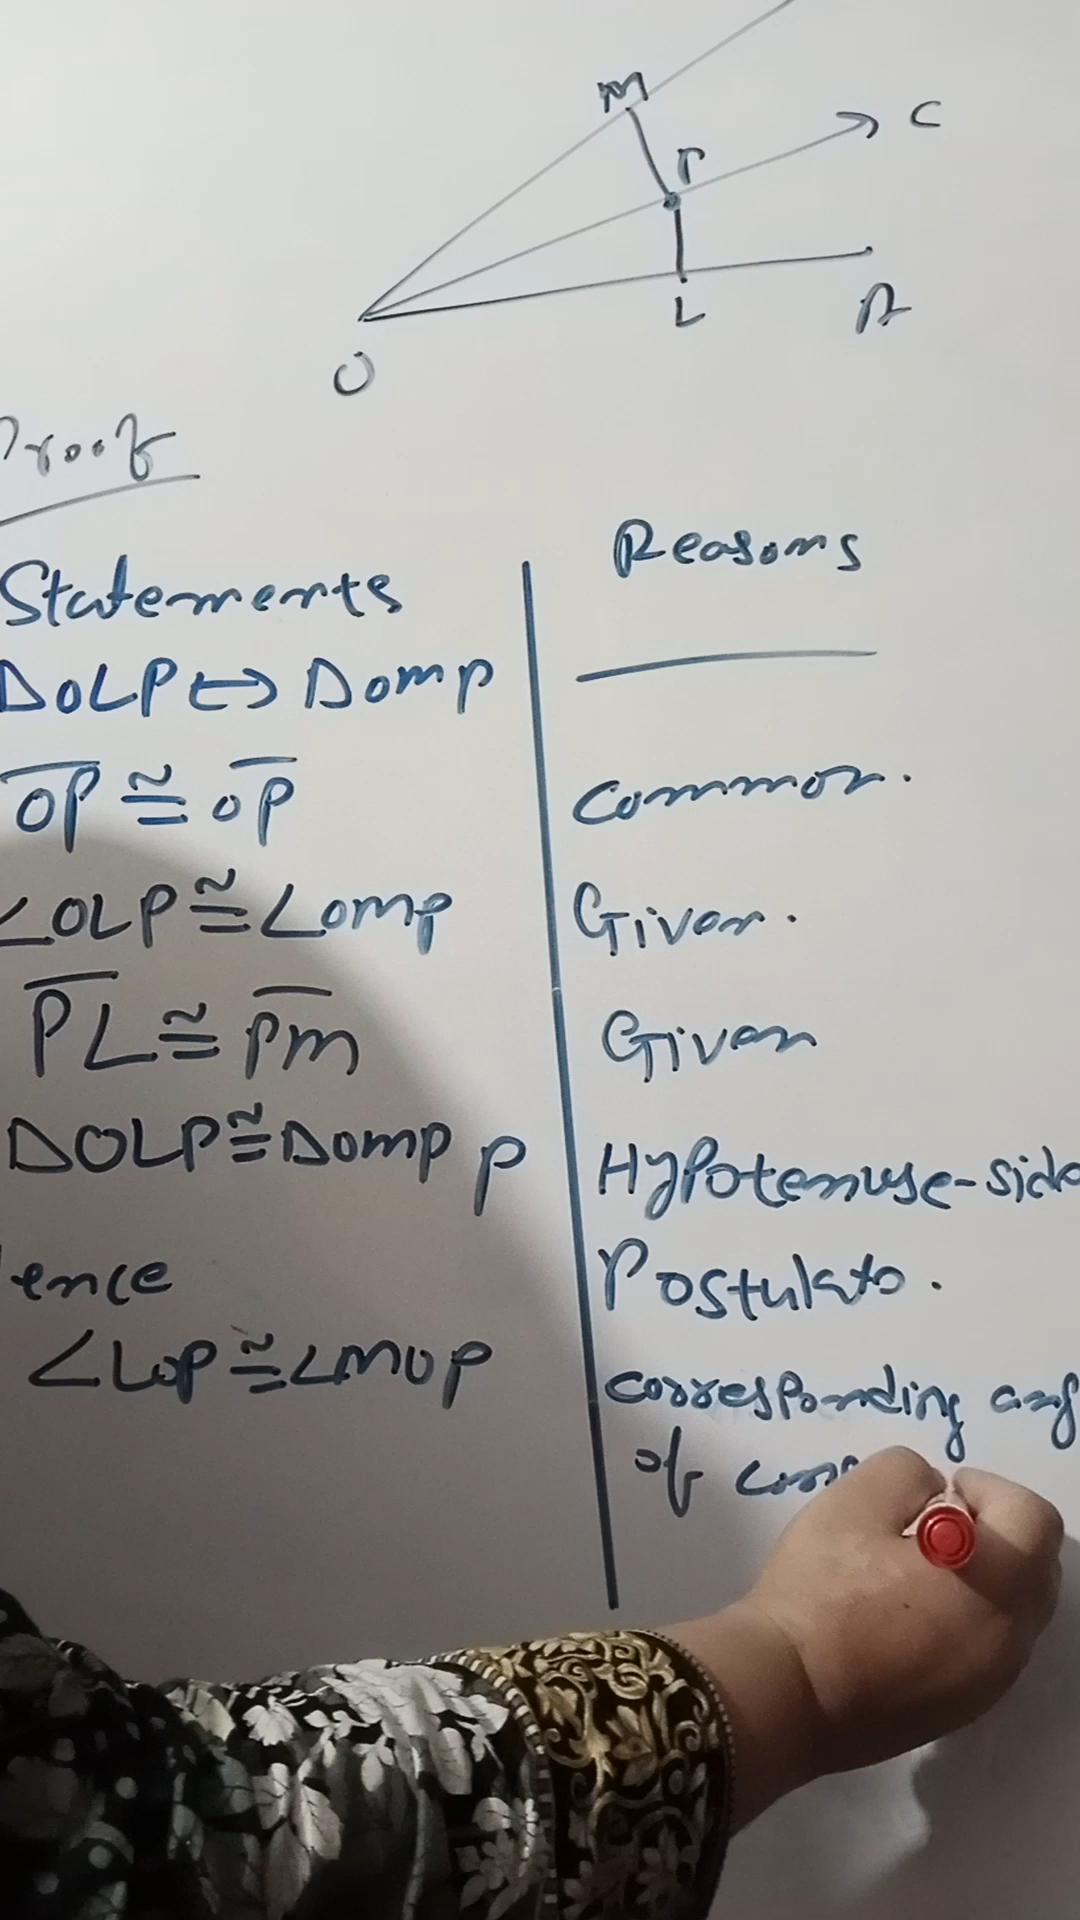 M
C
P
L
A
O
Proof
Statements
Reasons
ΔOLP ↔ ΔOMP
OP ≅ OP
Common.
∠OLP ≅ ∠OMP
Given.
PL ≅ PM
Given
ΔOLP ≅ ΔOMP P
Hypotenuse-side
Postulate.
ence
∠LOP ≅ ∠MOP
corresponding ang
of con